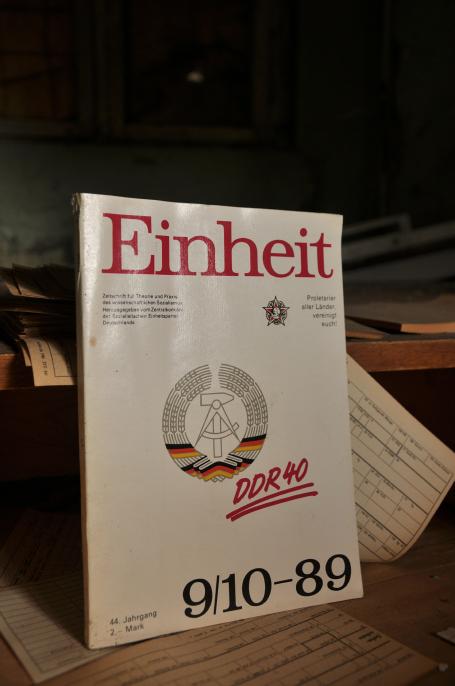 Einheit
Zeitschrift für Theorie und Praxis
des wissenschaftlichen Sozialismus
Herausgegeben vom Zentralkomitee
der Sozialistischen Einheitspartei
Deutschlands
Proletarier
aller Länder,
vereinigt
euch!
DDR 40
9/10–89
44. Jahrgang
2,– Mark